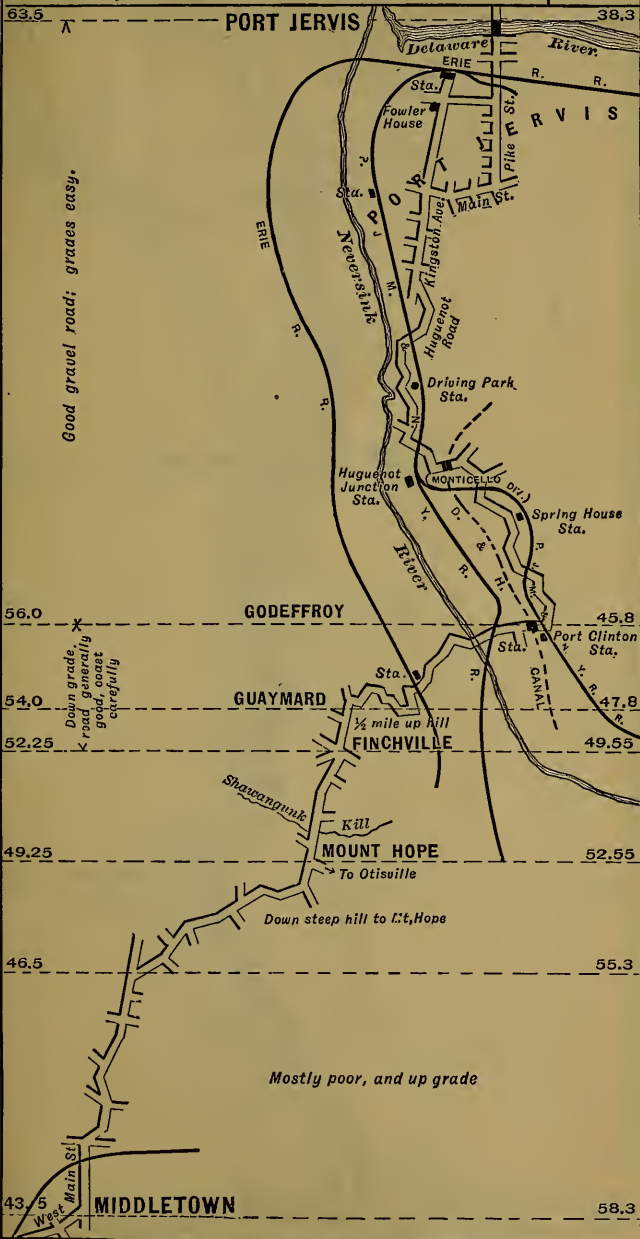 63.5 PORT JERVIS 38.3
Delaware River.
ERIE R. R.
Sta.
Fowler
House
Pike St.
PORT JERVIS
Sta.
Main St.
Kingston Ave.
P. J. M. & N. Y. R. R.
ERIE R. R.
Neversink
River
Huguenot
Road
Good gravel road; grades easy.
Driving Park
Sta.
Huguenot
Junction
Sta.
MONTICELLO DIV.)
Spring House
Sta.
D. & H. CANAL
P. J. M. & N. Y. R. R.
56.0 GODEFFROY 45.8
Port Clinton
Sta.
Sta.
Sta.
Down grade,
road generally
good, coast
carefully
54.0 GUAYMARD 47.8
½ mile up hill
52.25 FINCHVILLE 49.55
Shawangunk Kill
49.25 MOUNT HOPE 52.55
To Otisville
Down steep hill to Mt, Hope
46.5 55.3
Mostly poor, and up grade
West Main St.
43.5 MIDDLETOWN 58.3